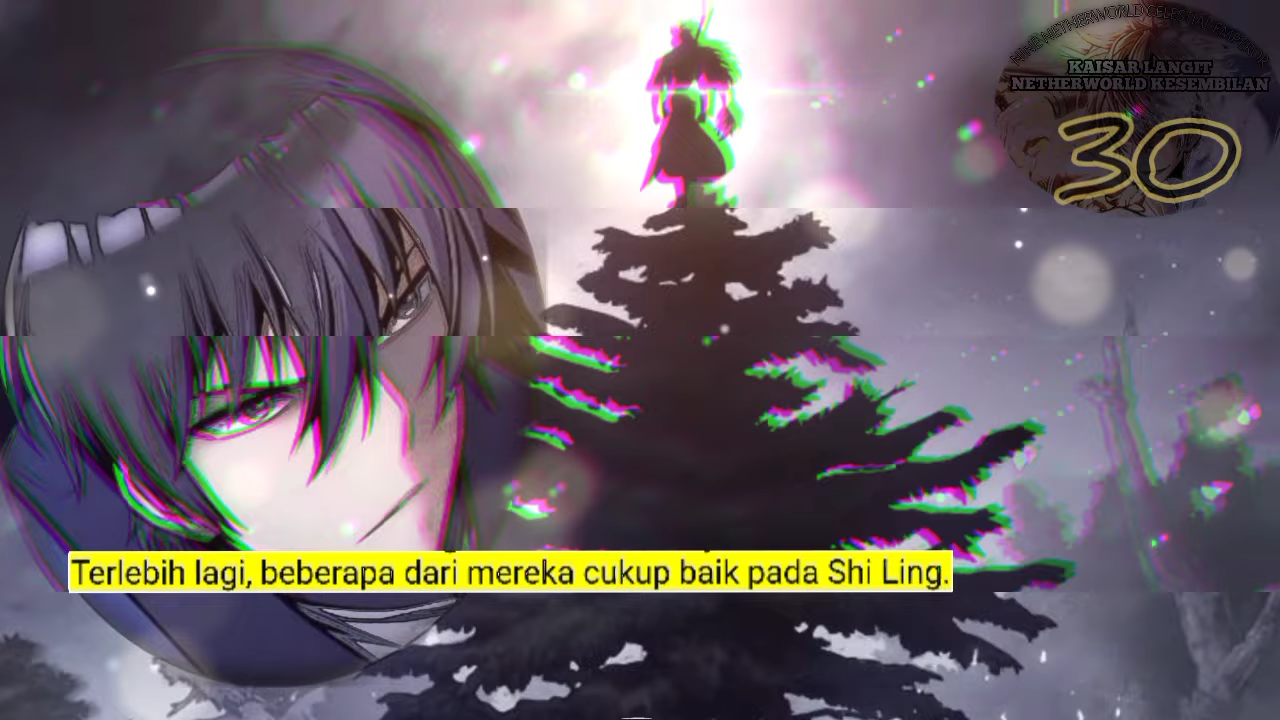 KAISAR LANGIT
NETHERWORLD KESEMBILAN
30
Terlebih lagi, beberapa dari mereka cukup baik pada Shi Ling.